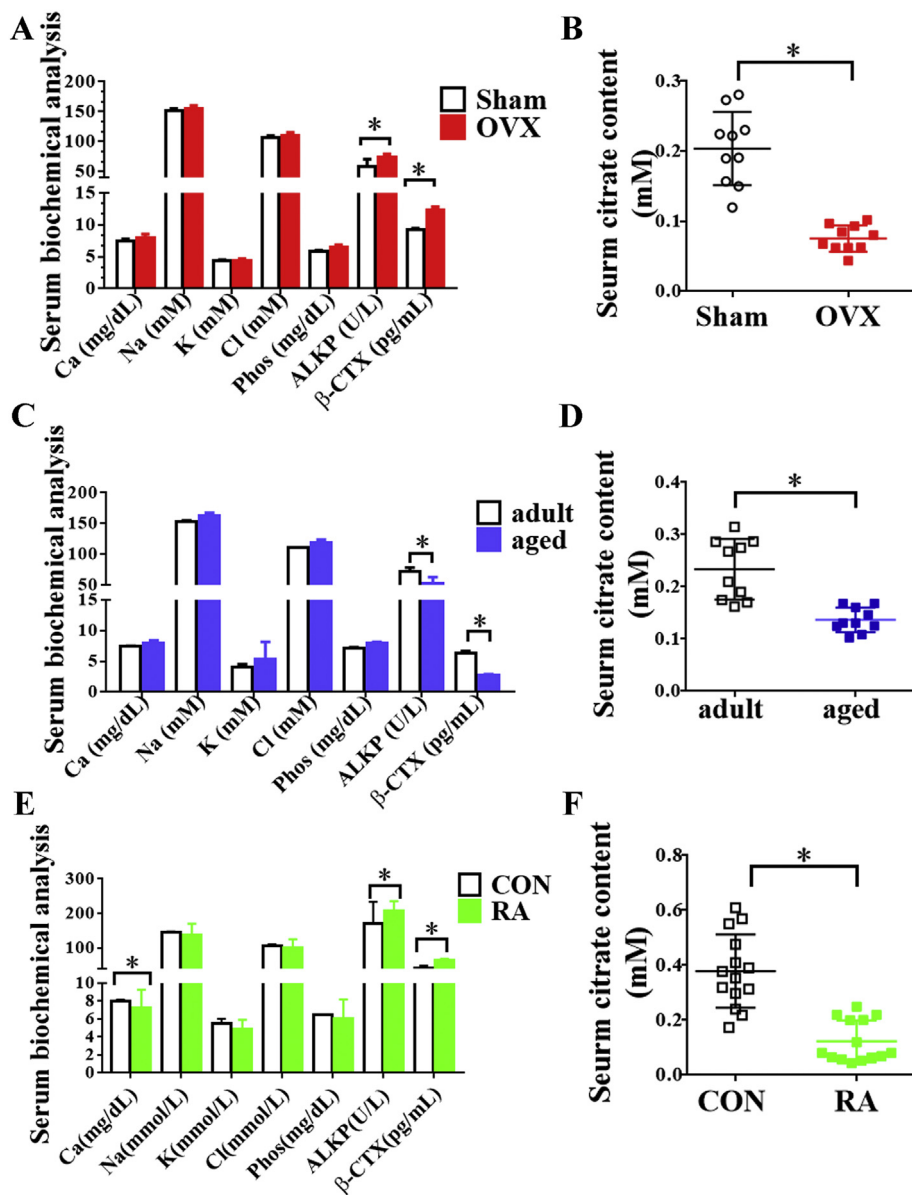 A
Serum biochemical analysis
200
150
100
50
15
10
5
0
Sham
OVX
*
*
Ca (mg/dL)
Na (mM)
K (mM)
Cl (mM)
Phos (mg/dL)
ALKP (U/L)
β-CTX (pg/mL)
B
Seurm citrate content
(mM)
0.3
0.2
0.1
0.0
*
Sham
OVX
C
Serum biochemical analysis
200
150
100
50
10
5
0
adult
aged
*
*
Ca (mg/dL)
Na (mM)
K (mM)
Cl (mM)
Phos (mg/dL)
ALKP (U/L)
β-CTX (pg/mL)
D
Seurm citrate content
(mM)
0.4
0.3
0.2
0.1
0.0
*
adult
aged
E
Serum biochemical analysis
300
200
100
10
8
6
4
2
0
CON
RA
*
*
*
Ca(mg/dL)
Na(mmol/L)
K(mmol/L)
Cl(mmol/L)
Phos(mg/dL)
ALKP(U/L)
β-CTX(pg/mL)
F
Seurm citrate content
(mM)
0.8
0.6
0.4
0.2
0.0
*
CON
RA